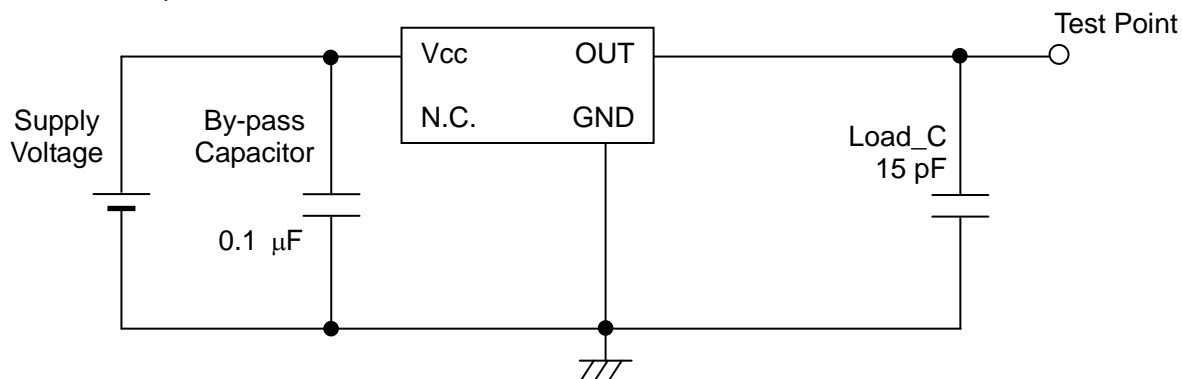 Test Point
Vcc OUT
N.C. GND
Supply
Voltage
By-pass
Capacitor
0.1 μF
Load_C
15 pF